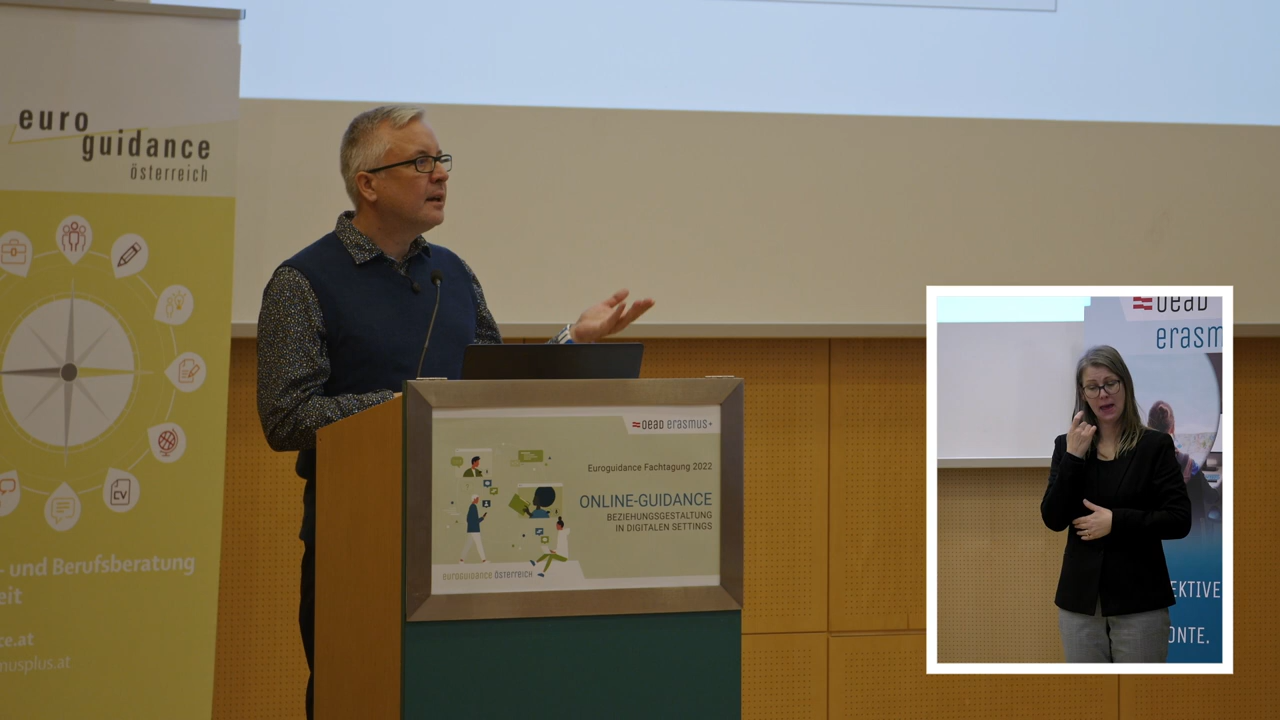 euro
guidance
österreich
CV
- und Berufsberatung
eit
ce.at
musplus.at
OeAD erasmus+
Euroguidance Fachtagung 2022
ONLINE-GUIDANCE
BEZIEHUNGSGESTALTUNG
IN DIGITALEN SETTINGS
euroguidance österreich
OeAD
erasm
EKTIVE
ONTE.